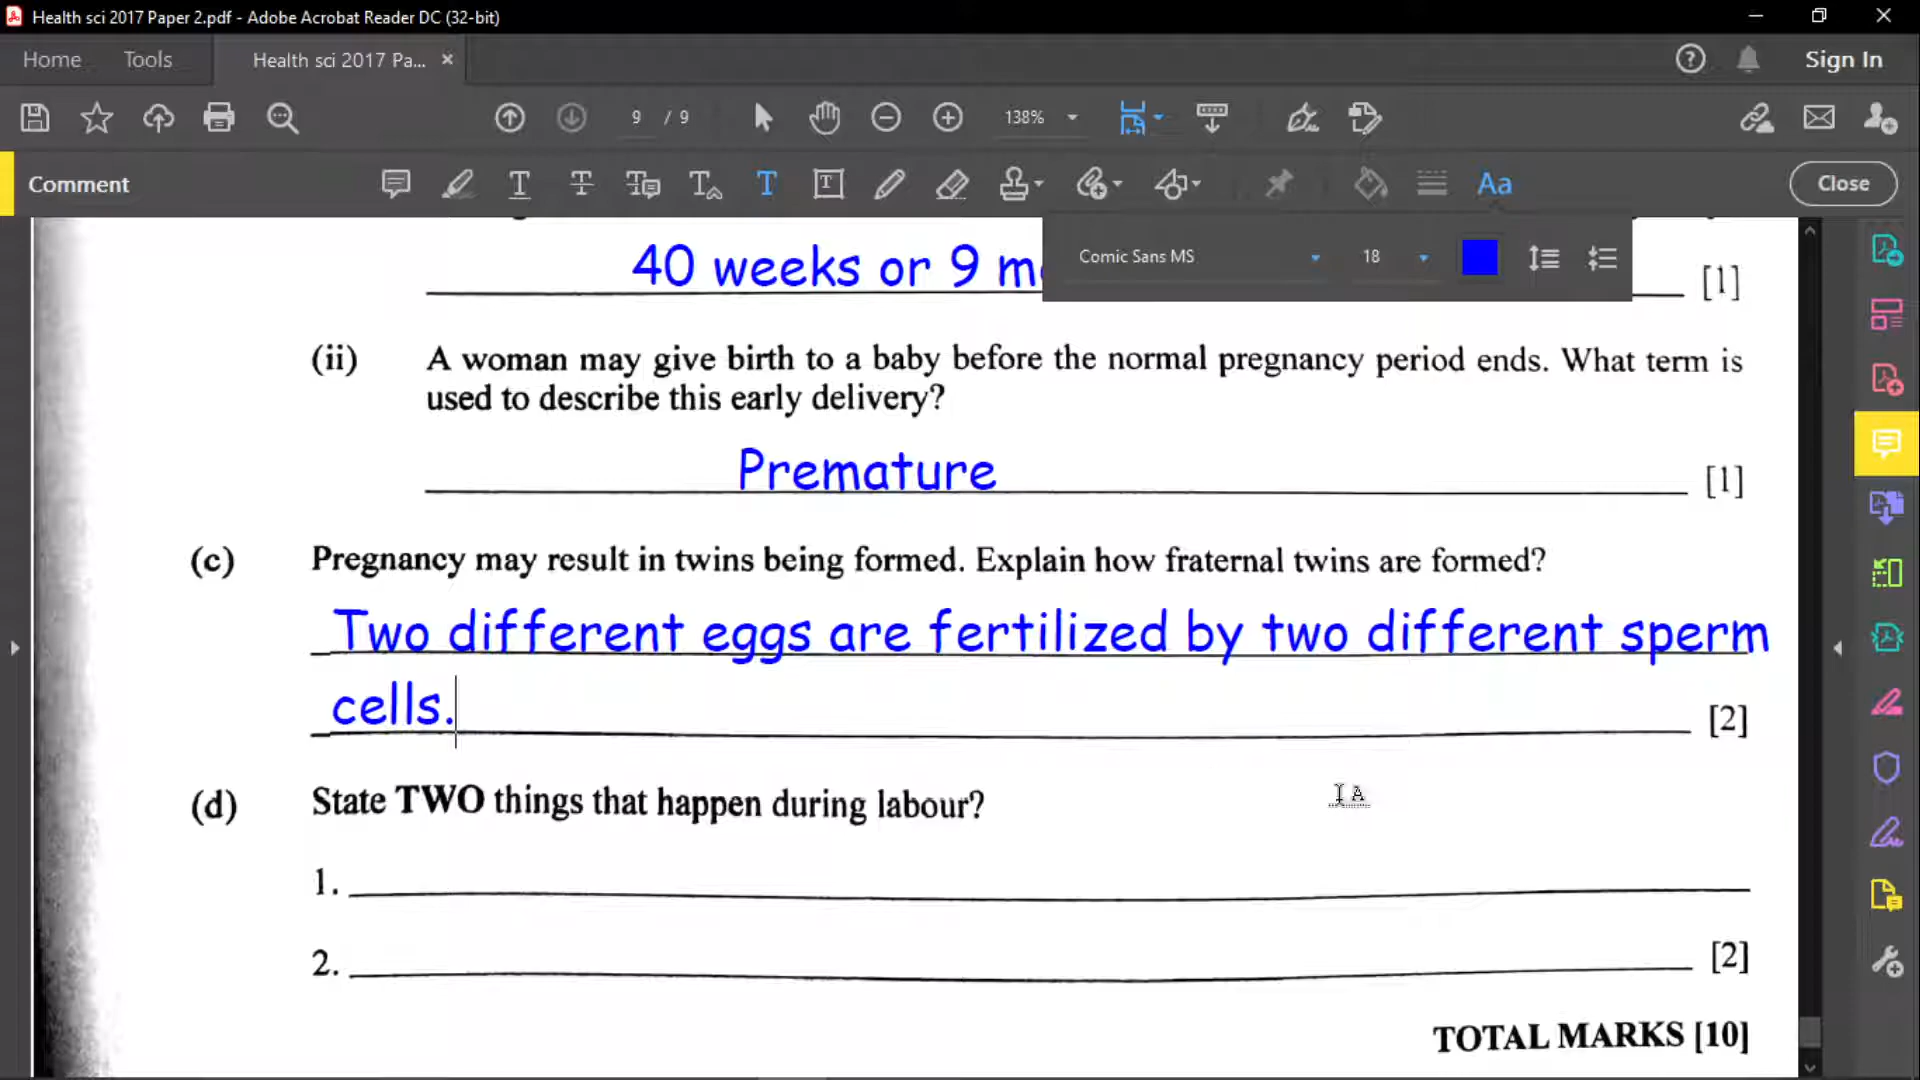 Health sci 2017 Paper 2.pdf - Adobe Acrobat Reader DC (32-bit)
Home Tools Health sci 2017 Pa... × Sign In
9 / 9 138%
Comment Aa Close
Comic Sans MS 18
40 weeks or 9 m [1]
(ii) A woman may give birth to a baby before the normal pregnancy period ends. What term is
used to describe this early delivery?
Premature [1]
(c) Pregnancy may result in twins being formed. Explain how fraternal twins are formed?
Two different eggs are fertilized by two different sperm
cells. [2]
(d) State TWO things that happen during labour?
1.
2. [2]
TOTAL MARKS [10]